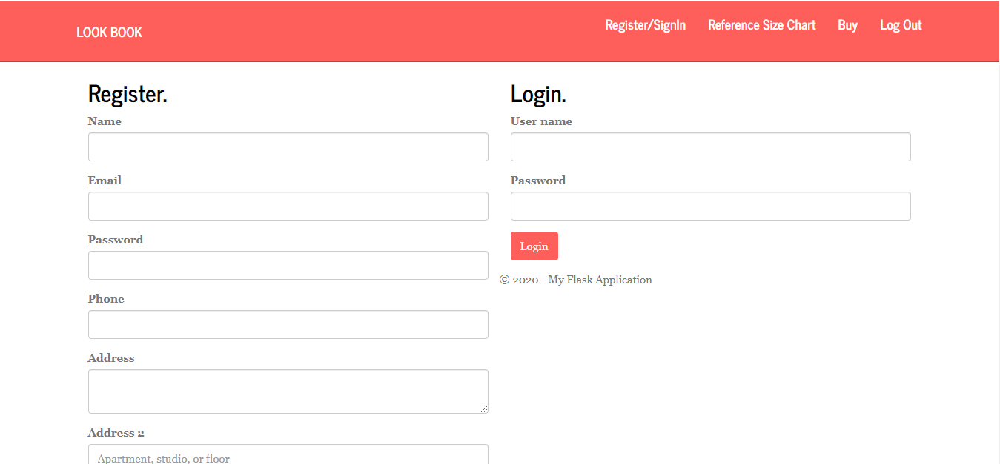 LOOK BOOK
Register/SignIn Reference Size Chart Buy Log Out
Register.
Name
Email
Password
Phone
Address
Address 2
Apartment, studio, or floor
Login.
User name
Password
Login
© 2020 - My Flask Application